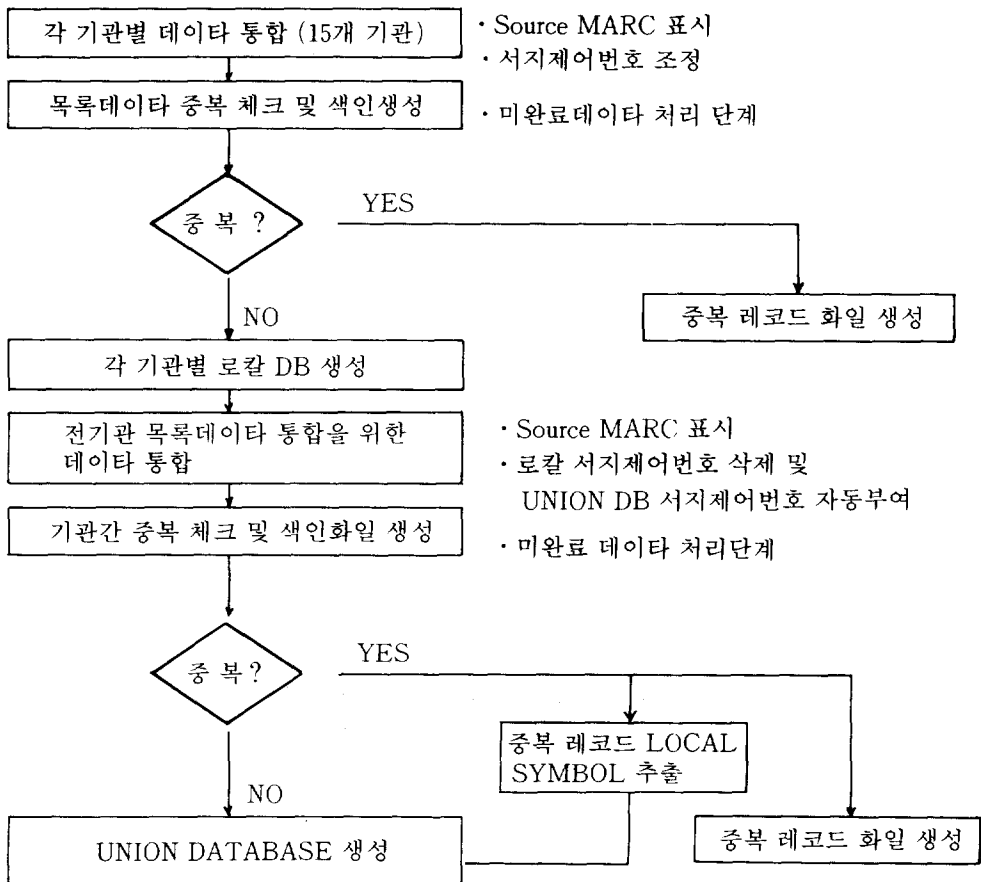 각 기관별 데이타 통합 (15개 기관)
· Source MARC 표시
· 서지제어번호 조정
목록데이타 중복 체크 및 색인생성
· 미완료데이타 처리 단계
중 복 ?
YES
NO
중복 레코드 화일 생성
각 기관별 로칼 DB 생성
전기관 목록데이타 통합을 위한
데이타 통합
· Source MARC 표시
· 로칼 서지제어번호 삭제 및
UNION DB 서지제어번호 자동부여
기관간 중복 체크 및 색인화일 생성
· 미완료 데이타 처리단계
중 복 ?
YES
NO
중복 레코드 LOCAL
SYMBOL 추출
중복 레코드 화일 생성
UNION DATABASE 생성